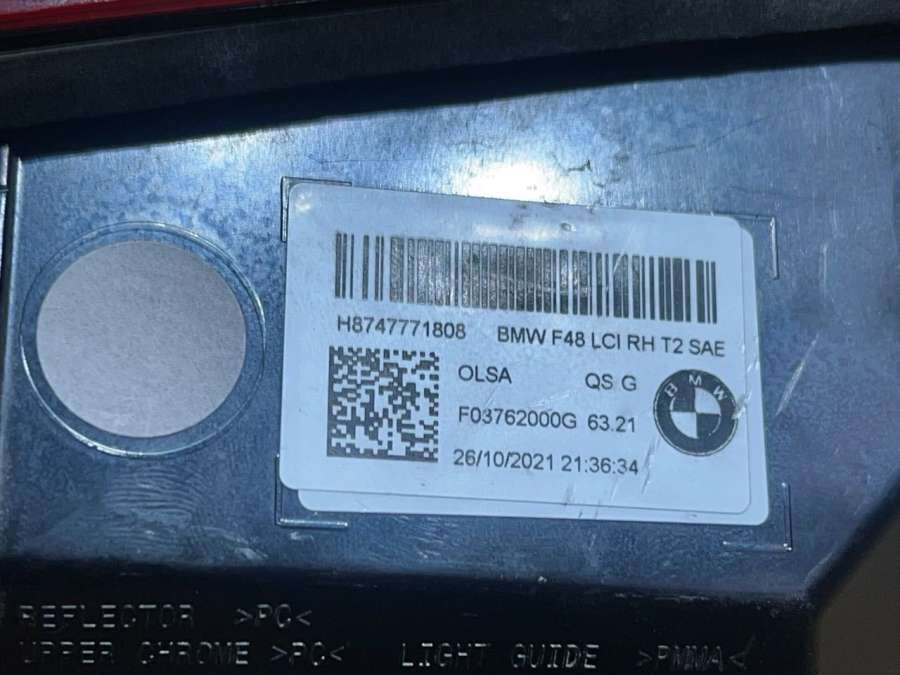 H8747771808 BMW F48 LCI RH T2 SAE
OLSA QS G
F03762000G 63.21
BMW
26/10/2021 21:36:34
REFLECTOR >PC<
UPPER CHROME >PC< LIGHT GUIDE >PMMA<